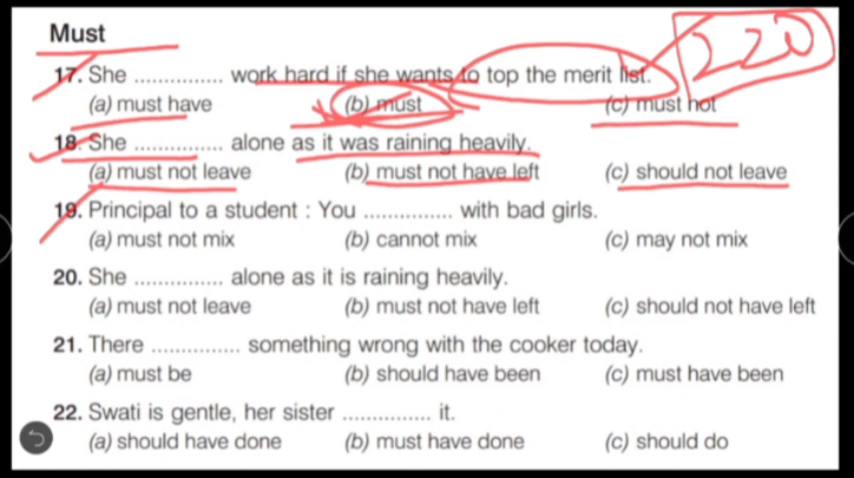 Must
220
17. She ............... work hard if she wants to top the merit list.
(a) must have (b) must (c) must not
18. She ............... alone as it was raining heavily.
(a) must not leave (b) must not have left (c) should not leave
19. Principal to a student : You ............... with bad girls.
(a) must not mix (b) cannot mix (c) may not mix
20. She ............... alone as it is raining heavily.
(a) must not leave (b) must not have left (c) should not have left
21. There ............... something wrong with the cooker today.
(a) must be (b) should have been (c) must have been
22. Swati is gentle, her sister ............... it.
(a) should have done (b) must have done (c) should do